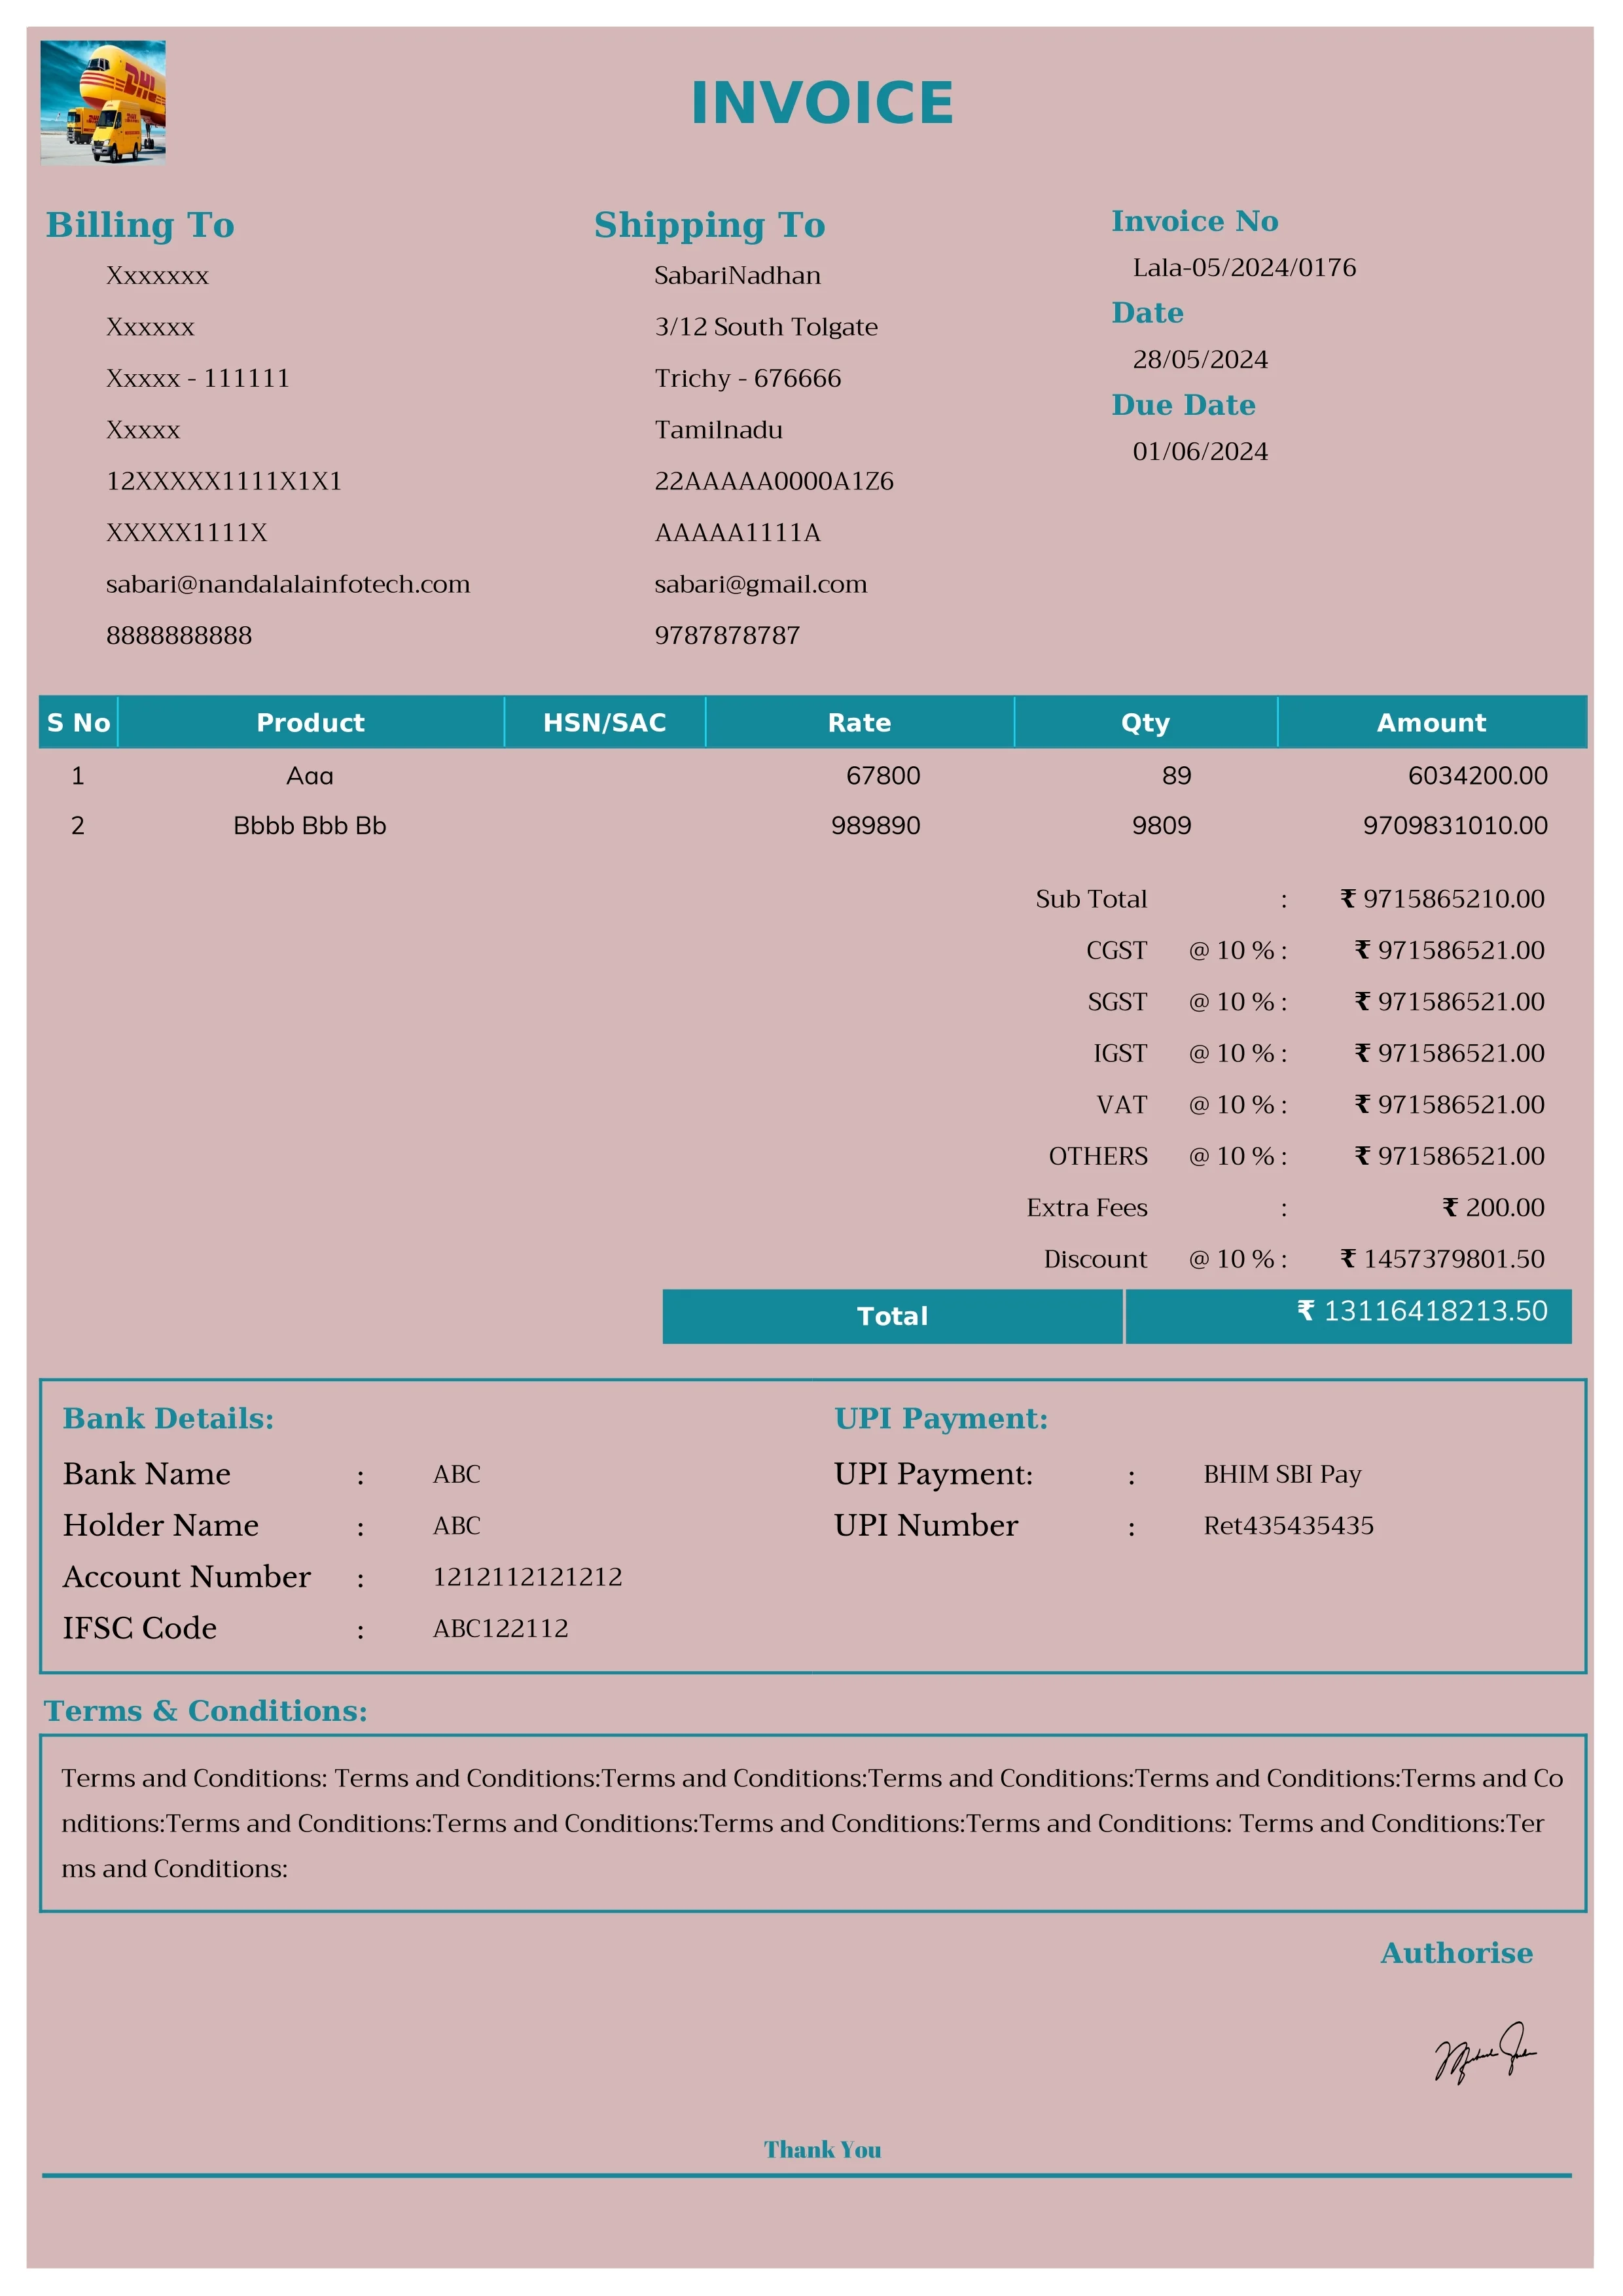 DHL
INVOICE
Billing To
Xxxxxxx
Xxxxxx
Xxxxx - 111111
Xxxxx
12XXXXX1111X1X1
XXXXX1111X
sabari@nandalalainfotech.com
8888888888
Shipping To
SabariNadhan
3/12 South Tolgate
Trichy - 676666
Tamilnadu
22AAAAA0000A1Z6
AAAAA1111A
sabari@gmail.com
9787878787
Invoice No
Lala-05/2024/0176
Date
28/05/2024
Due Date
01/06/2024
S No Product HSN/SAC Rate Qty Amount
1 Aaa 67800 89 6034200.00
2 Bbbb Bbb Bb 989890 9809 9709831010.00
Sub Total : ₹ 9715865210.00
CGST @ 10 % : ₹ 971586521.00
SGST @ 10 % : ₹ 971586521.00
IGST @ 10 % : ₹ 971586521.00
VAT @ 10 % : ₹ 971586521.00
OTHERS @ 10 % : ₹ 971586521.00
Extra Fees : ₹ 200.00
Discount @ 10 % : ₹ 1457379801.50
Total ₹ 13116418213.50
Bank Details:
Bank Name : ABC
Holder Name : ABC
Account Number : 1212112121212
IFSC Code : ABC122112
UPI Payment:
UPI Payment: : BHIM SBI Pay
UPI Number : Ret435435435
Terms & Conditions:
Terms and Conditions: Terms and Conditions:Terms and Conditions:Terms and Conditions:Terms and Conditions:Terms and Co
nditions:Terms and Conditions:Terms and Conditions:Terms and Conditions:Terms and Conditions: Terms and Conditions:Ter
ms and Conditions:
Authorise
Thank You